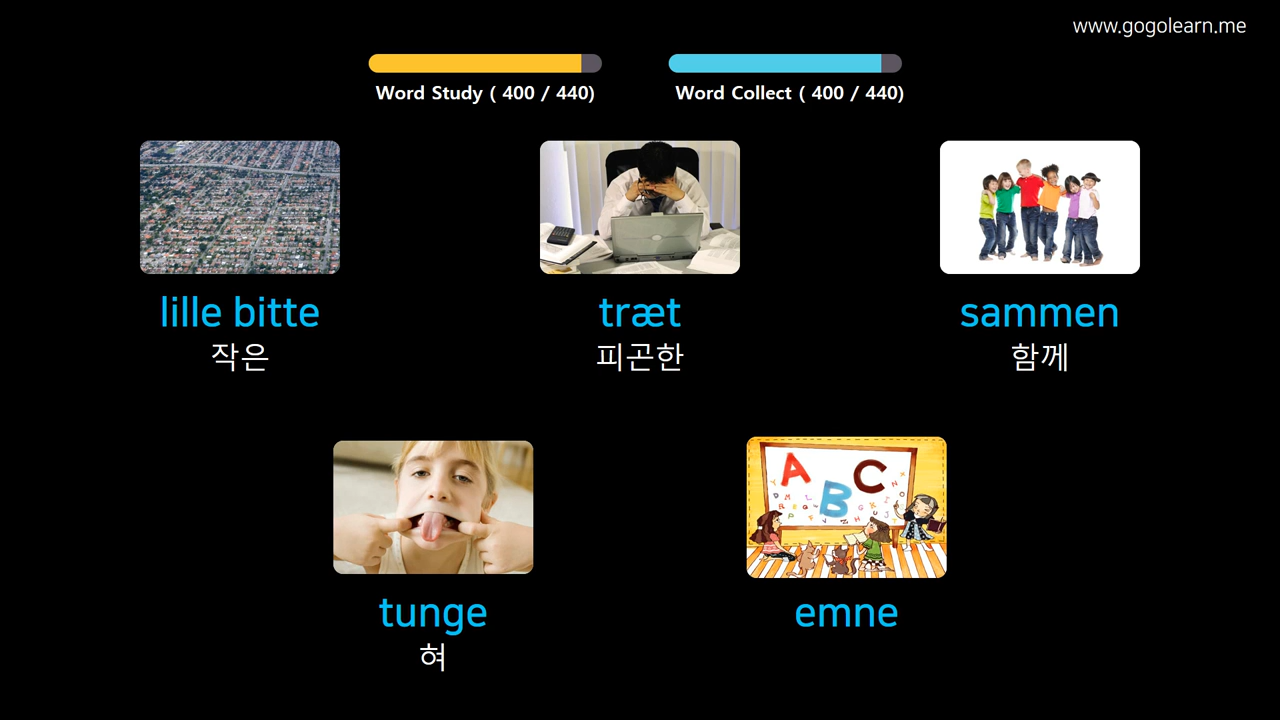 www.gogolearn.me
Word Study ( 400 / 440)
Word Collect ( 400 / 440)
lille bitte
작은
træt
피곤한
sammen
함께
tunge
혀
A B C
emne